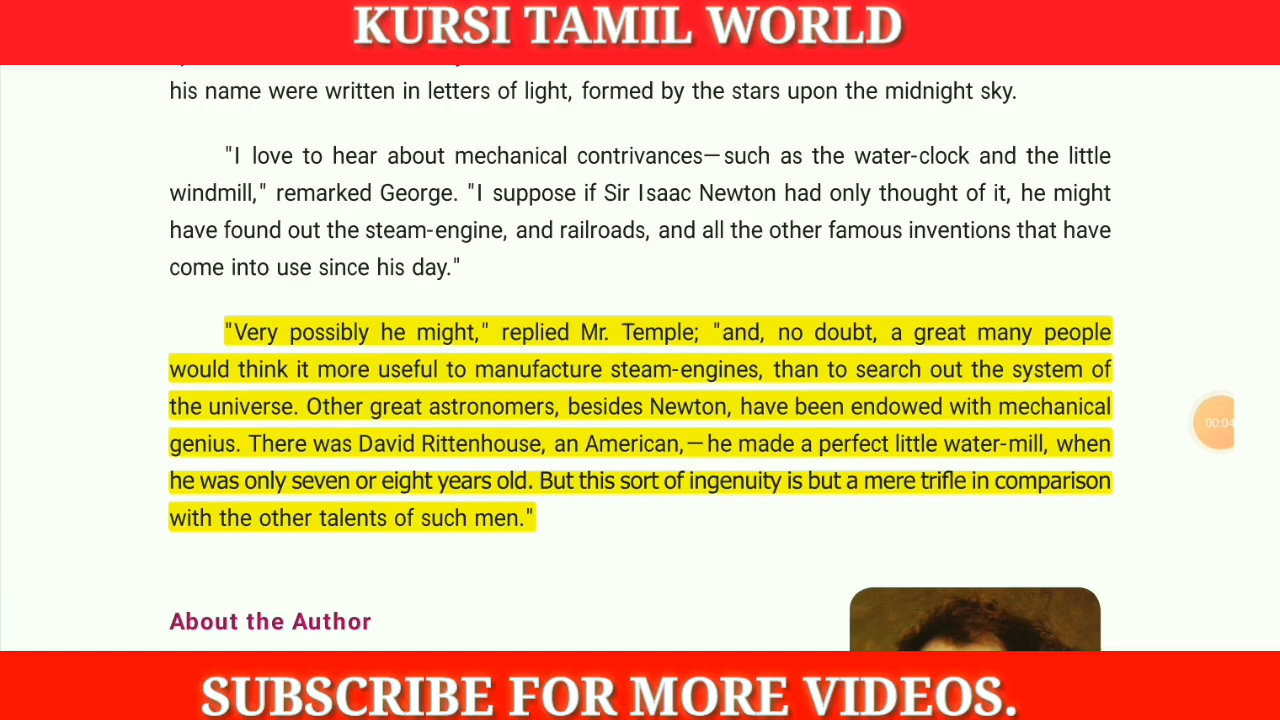 KURSI TAMIL WORLD
his name were written in letters of light, formed by the stars upon the midnight sky.
"I love to hear about mechanical contrivances—such as the water-clock and the little
windmill," remarked George. "I suppose if Sir Isaac Newton had only thought of it, he might
have found out the steam-engine, and railroads, and all the other famous inventions that have
come into use since his day."
"Very possibly he might," replied Mr. Temple; "and, no doubt, a great many people
would think it more useful to manufacture steam-engines, than to search out the system of
the universe. Other great astronomers, besides Newton, have been endowed with mechanical
genius. There was David Rittenhouse, an American,—he made a perfect little water-mill, when
he was only seven or eight years old. But this sort of ingenuity is but a mere trifle in comparison
with the other talents of such men."
00:04
About the Author
SUBSCRIBE FOR MORE VIDEOS.